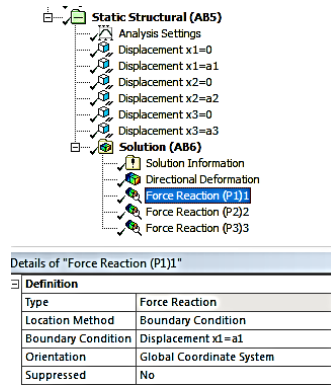 Static Structural (AB5)
Analysis Settings
Displacement x1=0
Displacement x1=a1
Displacement x2=0
Displacement x2=a2
Displacement x3=0
Displacement x3=a3
Solution (AB6)
Solution Information
Directional Deformation
Force Reaction (P1)1
Force Reaction (P2)2
Force Reaction (P3)3
Details of "Force Reaction (P1)1"
Definition
Type Force Reaction
Location Method Boundary Condition
Boundary Condition Displacement x1=a1
Orientation Global Coordinate System
Suppressed No